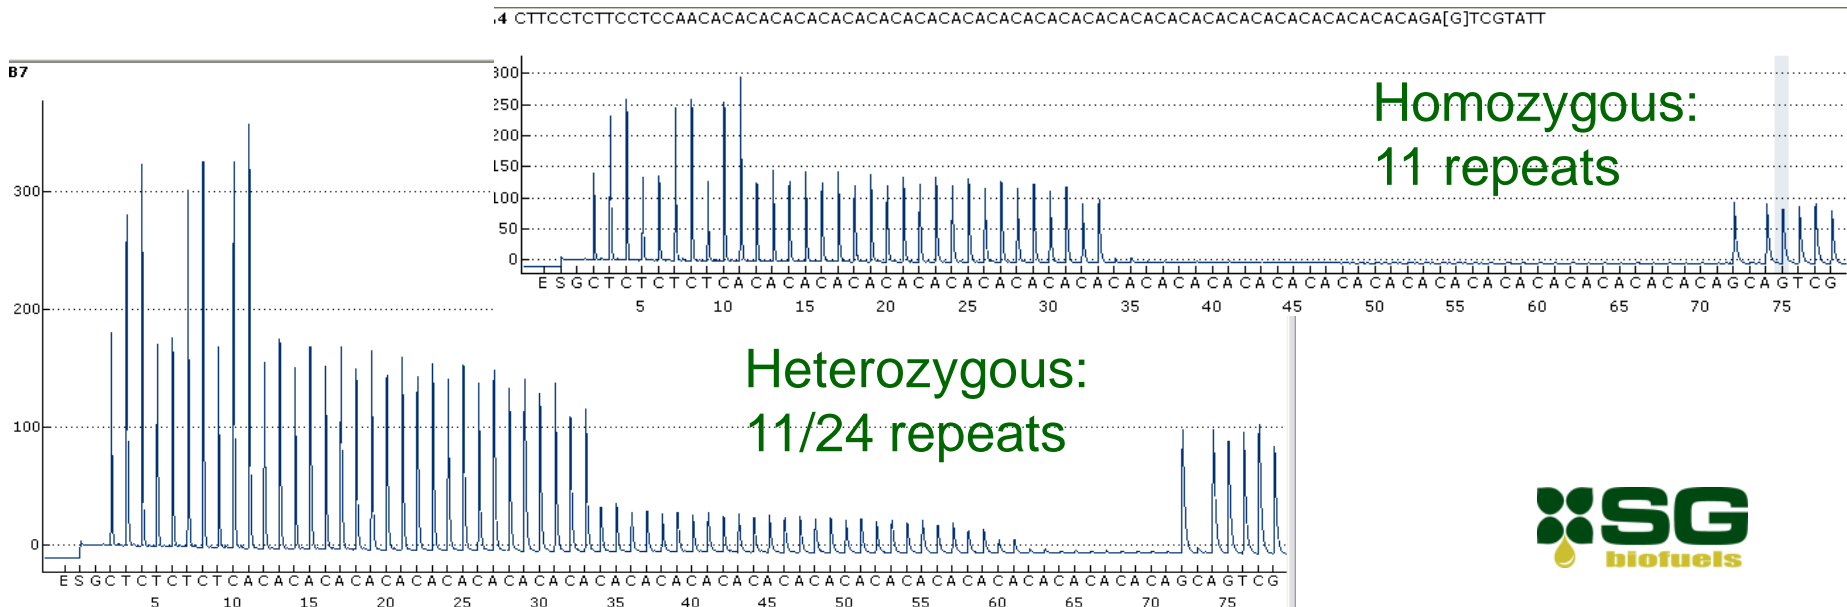 4 CTTCCTCTTCCTCCAACACACACACACACACACACACACACACACACACACACACACACACACACACACACACACAGA[G]TCGTATT
B7
300
250
200
150
100
50
0
Homozygous:
11 repeats
E S G C T C T C T C T C A C A C A C A C A C A C A C A C A C A C A C A C A C A C A C A C A C A C A C A C A C A C A C A C A C A C A C A C A C A G C A G T C G
5 10 15 20 25 30 35 40 45 50 55 60 65 70 75
300
200
100
0
Heterozygous:
11/24 repeats
E S G C T C T C T C T C A C A C A C A C A C A C A C A C A C A C A C A C A C A C A C A C A C A C A C A C A C A C A C A C A C A C A C A C A C A G C A G T C G
5 10 15 20 25 30 35 40 45 50 55 60 65 70 75
SG
biofuels